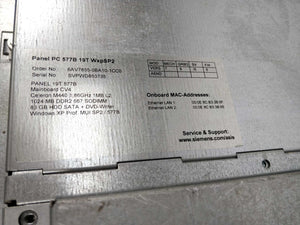 Panel PC 577B 19T WxpSP2
Order No
Serial No
PANEL 19T 577B
Mainboard CV4
Celeron M440 1,86GHz 1MB L2
1024 MB DDR2 667 SODIMM
80 GB HDD SATA + DVD-Writer
Windows XP Prof. MUI SP2 / 577B
Onboard MAC-Addresses:
Ethernet LAN 1
Ethernet LAN 2
Service & Support:
www.siemens.com/asis